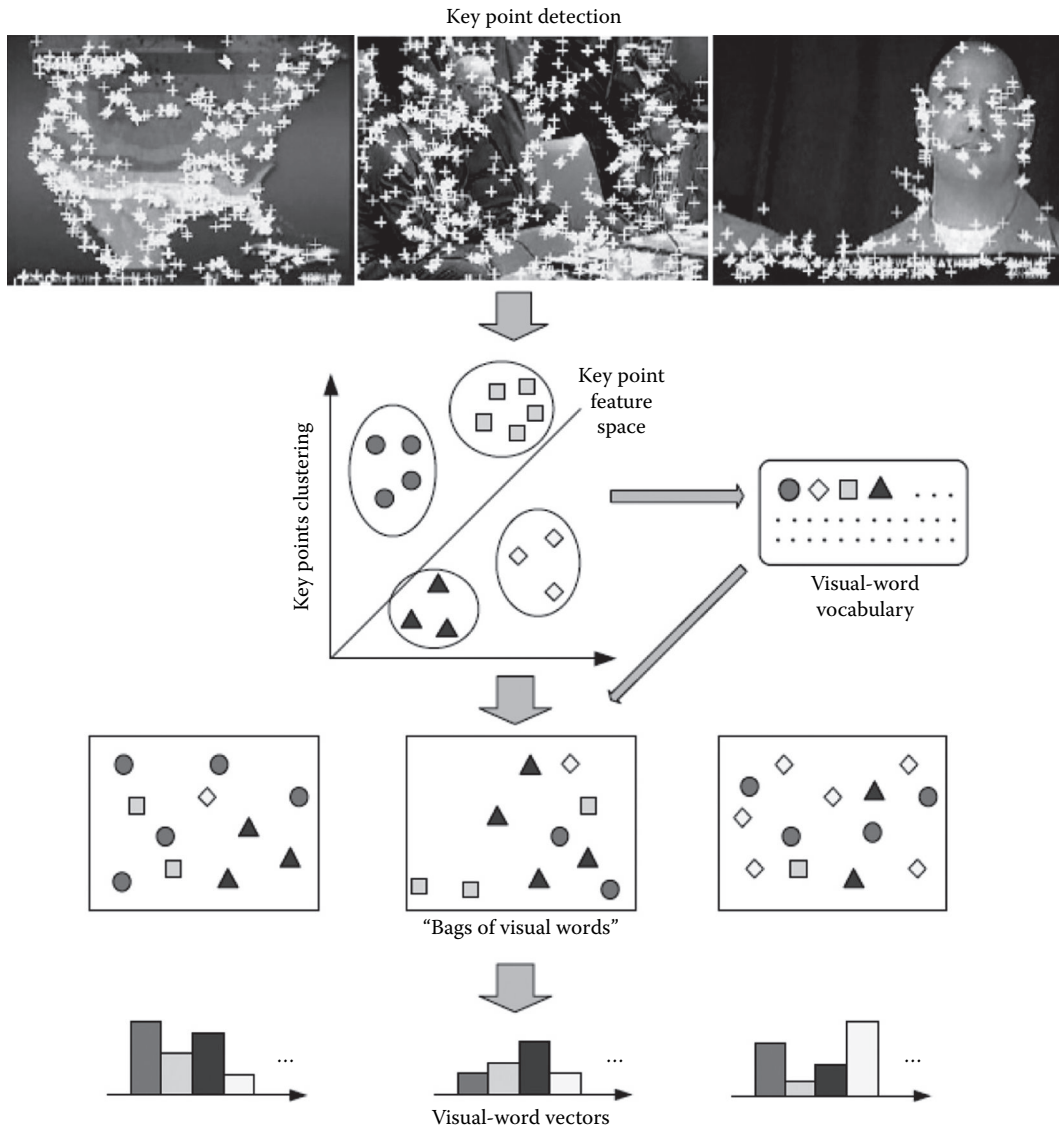 Key point detection
Key point
feature
space
Key points clustering
Visual-word
vocabulary
“Bags of visual words”
...
...
...
Visual-word vectors